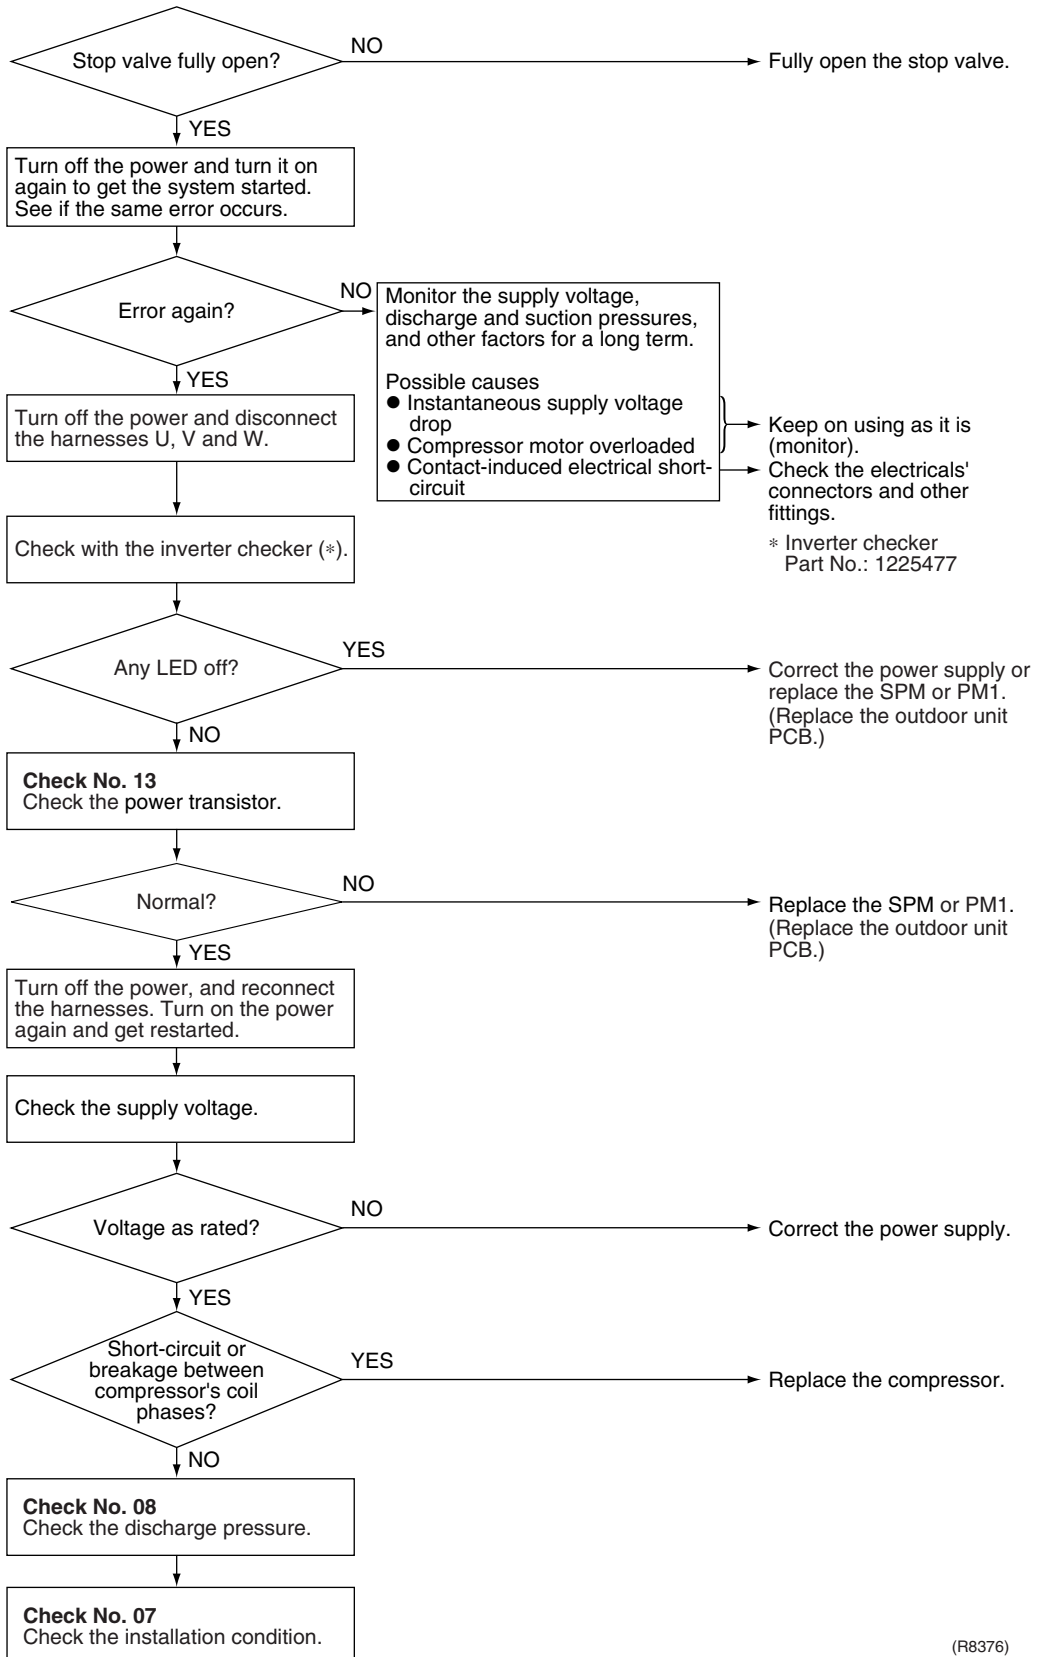 Stop valve fully open?
NO
Fully open the stop valve.
YES
Turn off the power and turn it on
again to get the system started.
See if the same error occurs.
Error again?
NO
Monitor the supply voltage,
discharge and suction pressures,
and other factors for a long term.
Possible causes
● Instantaneous supply voltage
drop
● Compressor motor overloaded
● Contact-induced electrical short-
circuit
Keep on using as it is
(monitor).
Check the electricals'
connectors and other
fittings.
* Inverter checker
Part No.: 1225477
YES
Turn off the power and disconnect
the harnesses U, V and W.
Check with the inverter checker (*).
Any LED off?
YES
Correct the power supply or
replace the SPM or PM1.
(Replace the outdoor unit
PCB.)
NO
Check No. 13
Check the power transistor.
Normal?
NO
Replace the SPM or PM1.
(Replace the outdoor unit
PCB.)
YES
Turn off the power, and reconnect
the harnesses. Turn on the power
again and get restarted.
Check the supply voltage.
Voltage as rated?
NO
Correct the power supply.
YES
Short-circuit or
breakage between
compressor's coil
phases?
YES
Replace the compressor.
NO
Check No. 08
Check the discharge pressure.
Check No. 07
Check the installation condition.
(R8376)